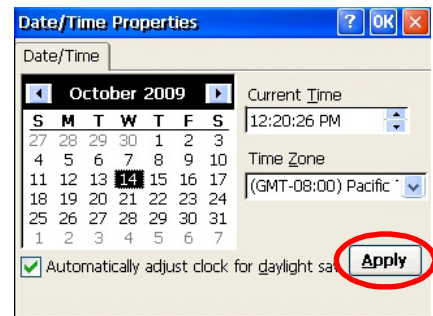 Date/Time Properties ? OK ×
Date/Time
October 2009
S M T W T F S
27 28 29 30 1 2 3
4 5 6 7 8 9 10
11 12 13 14 15 16 17
18 19 20 21 22 23 24
25 26 27 28 29 30 31
1 2 3 4 5 6 7
Current Time
12:20:26 PM
Time Zone
(GMT-08:00) Pacific
Automatically adjust clock for daylight sa
Apply